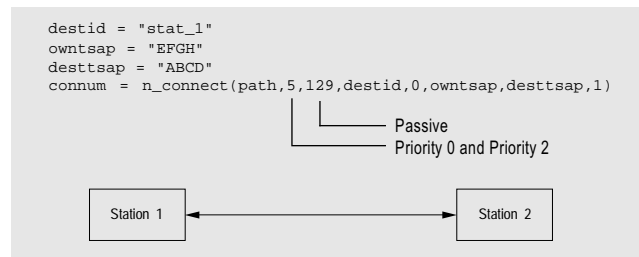 destid = "stat_1"
owntsap = "EFGH"
desttsap = "ABCD"
connum = n_connect(path,5,129,destid,0,owntsap,desttsap,1)
Passive
Priority 0 and Priority 2
Station 1
Station 2